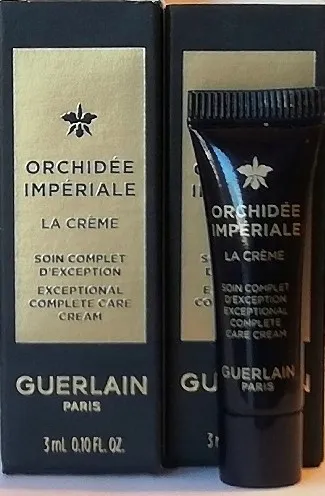 ORCHIDÉE
IMPÉRIALE
LA CRÈME
SOIN COMPLET
D'EXCEPTION
EXCEPTIONAL
COMPLETE CARE
CREAM
GUERLAIN
PARIS
3 mL 0.10 FL. OZ.
ORCHIDÉE
IMPÉRIALE
LA CRÈME
SOIN COMPLET
D'EXCEPTION
EXCEPTIONAL
COMPLETE
CARE CREAM
GUERLAIN
PARIS